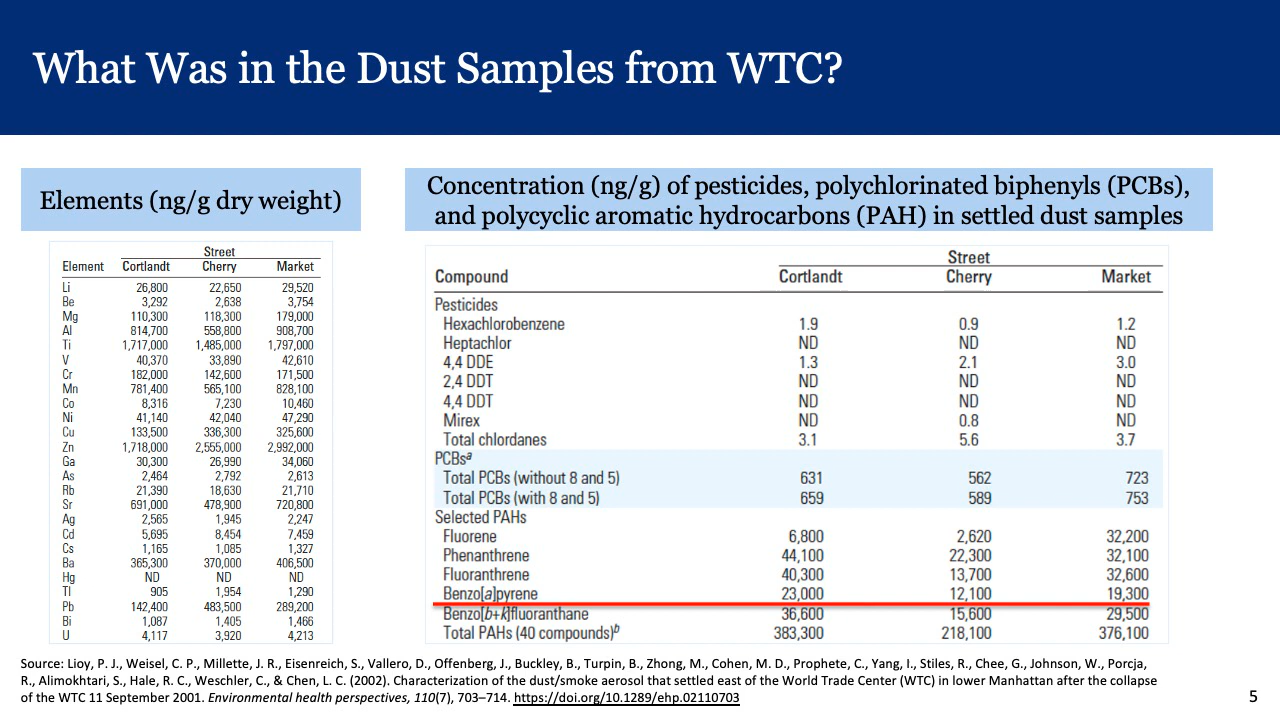 What Was in the Dust Samples from WTC?
Elements (ng/g dry weight)
Street
Element Cortlandt Cherry Market
Li 26,800 22,650 29,520
Be 3,292 2,638 3,754
Mg 110,300 118,300 179,000
Al 814,700 558,800 908,700
Ti 1,717,000 1,485,000 1,797,000
V 40,370 33,890 42,610
Cr 182,000 142,600 171,500
Mn 781,400 565,100 828,100
Co 8,316 7,230 10,460
Ni 41,140 42,040 47,290
Cu 133,500 336,300 325,600
Zn 1,718,000 2,555,000 2,992,000
Ga 30,300 26,990 34,060
As 2,464 2,792 2,613
Rb 21,390 18,630 21,710
Sr 691,000 478,900 720,800
Ag 2,565 1,945 2,247
Cd 5,695 8,454 7,459
Cs 1,165 1,085 1,327
Ba 365,300 370,000 406,500
Hg ND ND ND
Tl 905 1,954 1,290
Pb 142,400 483,500 289,200
Bi 1,087 1,405 1,466
U 4,117 3,920 4,213
Concentration (ng/g) of pesticides, polychlorinated biphenyls (PCBs),
and polycyclic aromatic hydrocarbons (PAH) in settled dust samples
Street
Compound Cortlandt Cherry Market
Pesticides
Hexachlorobenzene 1.9 0.9 1.2
Heptachlor ND ND ND
4,4 DDE 1.3 2.1 3.0
2,4 DDT ND ND ND
4,4 DDT ND ND ND
Mirex ND 0.8 ND
Total chlordanes 3.1 5.6 3.7
PCBsa
Total PCBs (without 8 and 5) 631 562 723
Total PCBs (with 8 and 5) 659 589 753
Selected PAHs
Fluorene 6,800 2,620 32,200
Phenanthrene 44,100 22,300 32,100
Fluoranthrene 40,300 13,700 32,600
Benzo[a]pyrene 23,000 12,100 19,300
Benzo[b+k]fluoranthane 36,600 15,600 29,500
Total PAHs (40 compounds)b 383,300 218,100 376,100
Source: Lioy, P. J., Weisel, C. P., Millette, J. R., Eisenreich, S., Vallero, D., Offenberg, J., Buckley, B., Turpin, B., Zhong, M., Cohen, M. D., Prophete, C., Yang, I., Stiles, R., Chee, G., Johnson, W., Porcja,
R., Alimokhtari, S., Hale, R. C., Weschler, C., & Chen, L. C. (2002). Characterization of the dust/smoke aerosol that settled east of the World Trade Center (WTC) in lower Manhattan after the collapse
of the WTC 11 September 2001. Environmental health perspectives, 110(7), 703–714. https://doi.org/10.1289/ehp.02110703
5